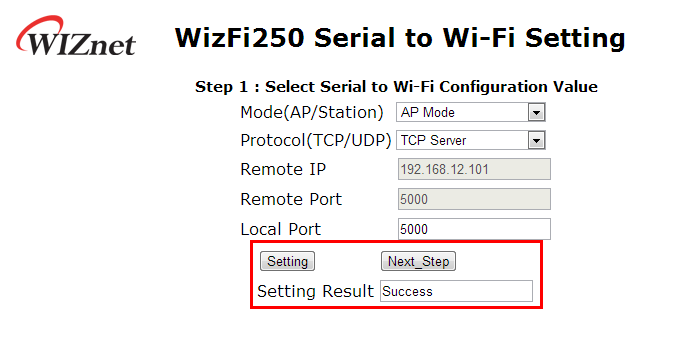 WIZnet
WizFi250 Serial to Wi-Fi Setting
Step 1 : Select Serial to Wi-Fi Configuration Value
Mode(AP/Station) AP Mode
Protocol(TCP/UDP) TCP Server
Remote IP 192.168.12.101
Remote Port 5000
Local Port 5000
Setting Next_Step
Setting Result Success